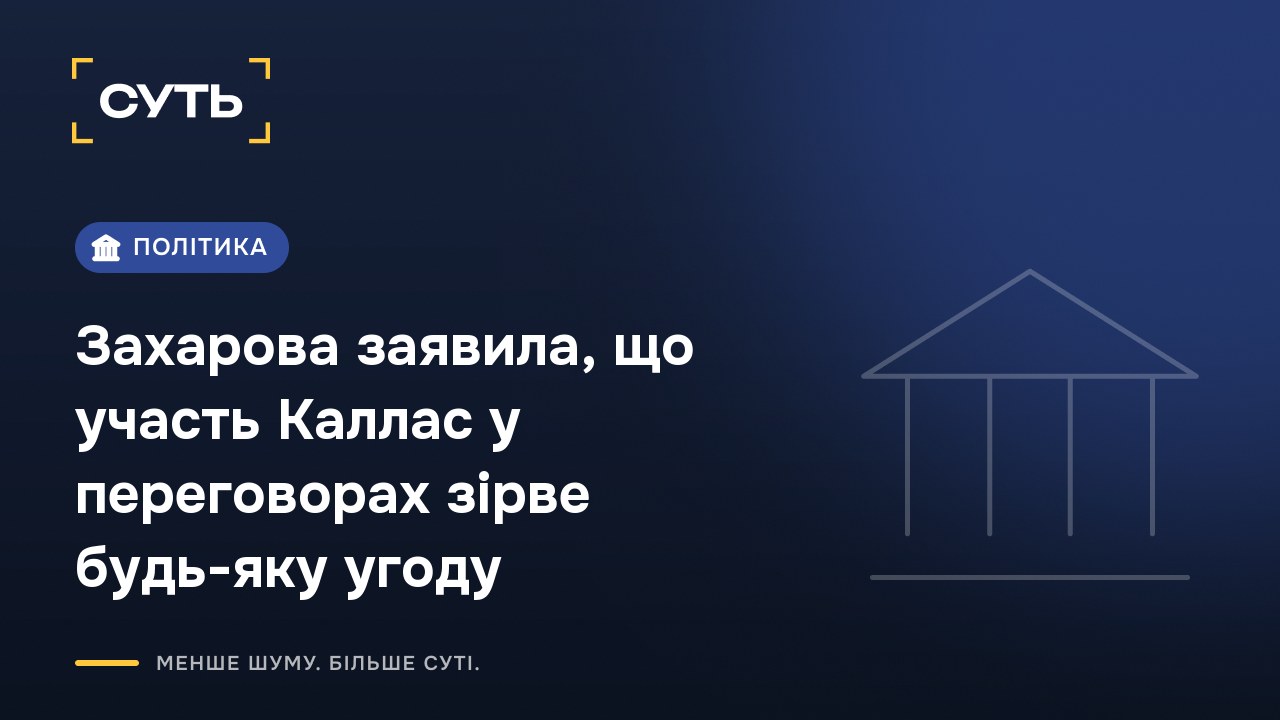 СУТЬ
ПОЛІТИКА
Захарова заявила, що
участь Каллас у
переговорах зірве
будь-яку угоду
МЕНШЕ ШУМУ. БІЛЬШЕ СУТІ.